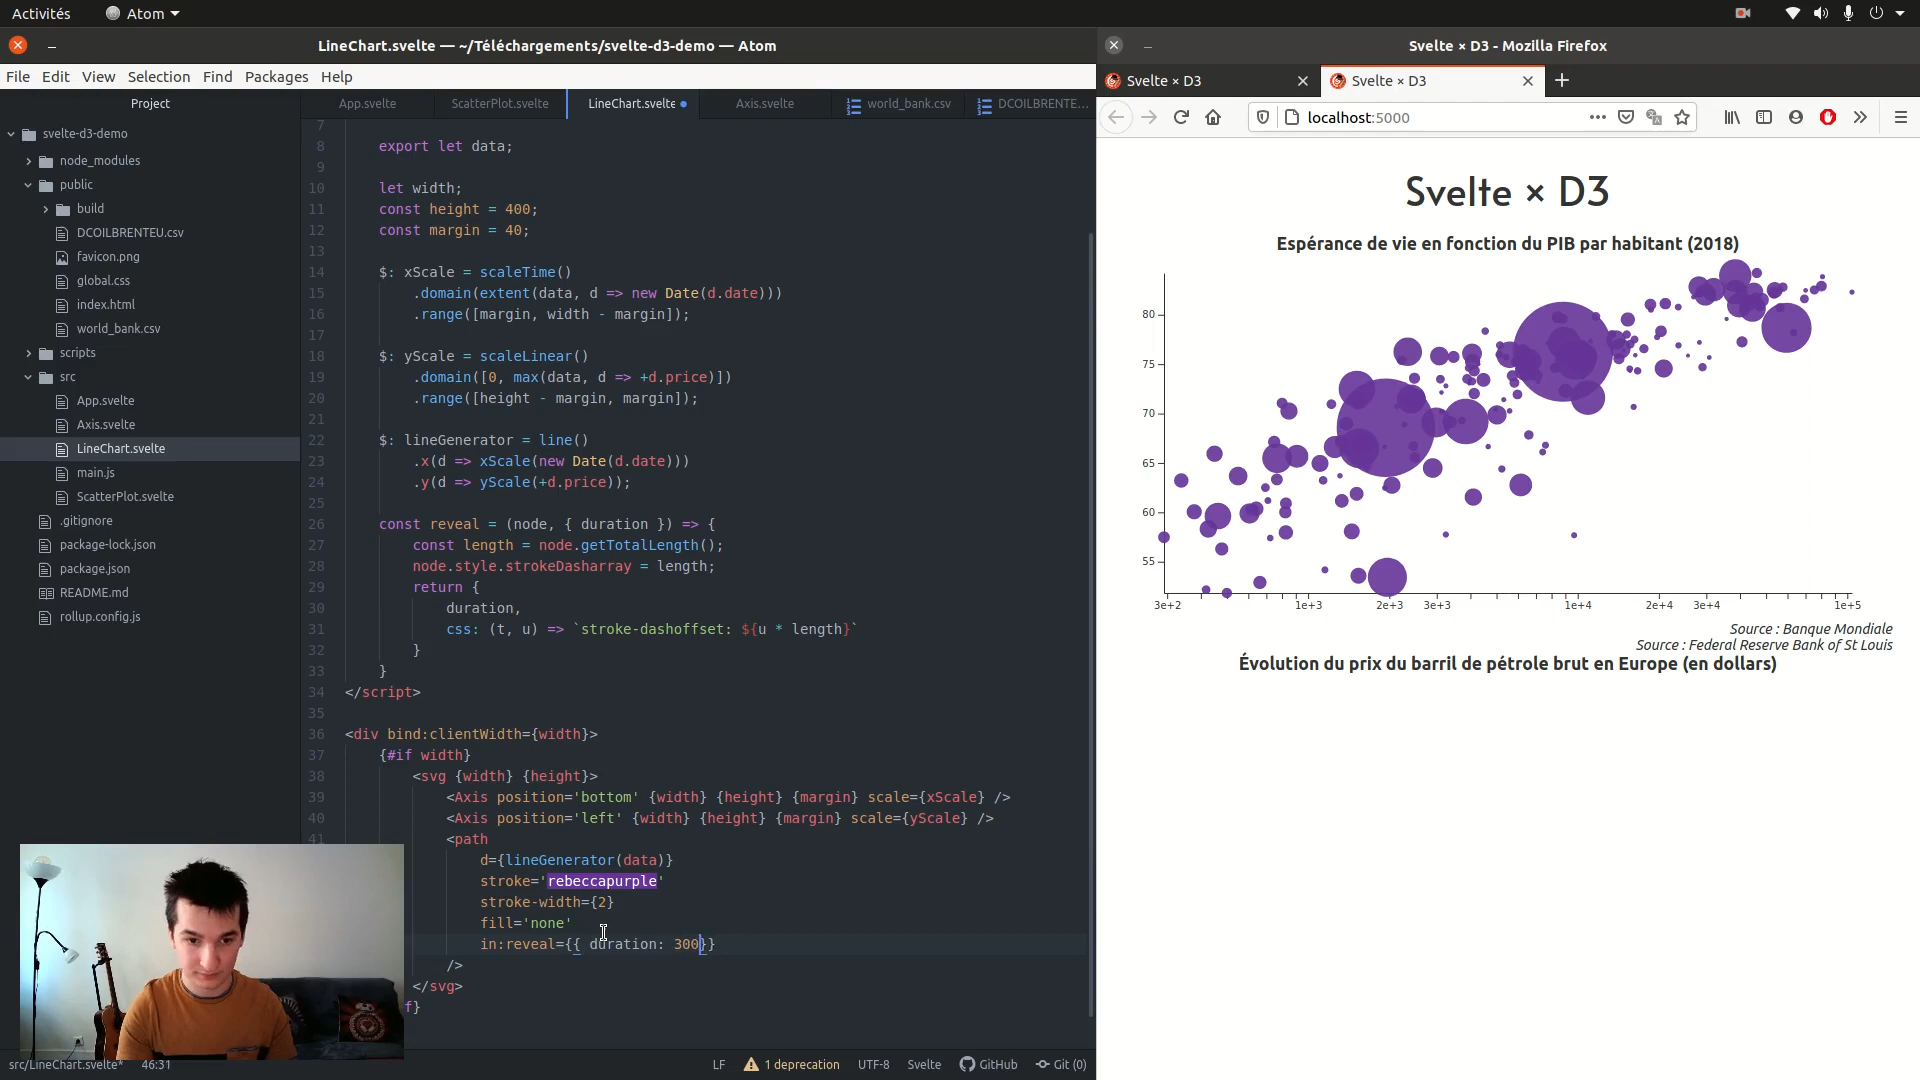 Activités
Atom
LineChart.svelte — ~/Téléchargements/svelte-d3-demo — Atom
File Edit View Selection Find Packages Help
Project
svelte-d3-demo
node_modules
public
build
DCOILBRENTEU.csv
favicon.png
global.css
index.html
world_bank.csv
scripts
src
App.svelte
Axis.svelte
LineChart.svelte
main.js
ScatterPlot.svelte
.gitignore
package-lock.json
package.json
README.md
rollup.config.js
App.svelte ScatterPlot.svelte LineChart.svelte Axis.svelte world_bank.csv DCOILBRENTE...
7
8 export let data;
9
10 let width;
11 const height = 400;
12 const margin = 40;
13
14 $: xScale = scaleTime()
15 .domain(extent(data, d => new Date(d.date)))
16 .range([margin, width - margin]);
17
18 $: yScale = scaleLinear()
19 .domain([0, max(data, d => +d.price)])
20 .range([height - margin, margin]);
21
22 $: lineGenerator = line()
23 .x(d => xScale(new Date(d.date)))
24 .y(d => yScale(+d.price));
25
26 const reveal = (node, { duration }) => {
27 const length = node.getTotalLength();
28 node.style.strokeDasharray = length;
29 return {
30 duration,
31 css: (t, u) => `stroke-dashoffset: ${u * length}`
32 }
33 }
34 </script>
35
36 <div bind:clientWidth={width}>
37 {#if width}
38 <svg {width} {height}>
39 <Axis position='bottom' {width} {height} {margin} scale={xScale} />
40 <Axis position='left' {width} {height} {margin} scale={yScale} />
41 <path
d={lineGenerator(data)}
stroke='rebeccapurple'
stroke-width={2}
fill='none'
in:reveal={{ duration: 300}}
/>
</svg>
f}
src/LineChart.svelte* 46:31
LF 1 deprecation UTF-8 Svelte GitHub Git (0)
Svelte × D3 - Mozilla Firefox
Svelte × D3
Svelte × D3
localhost:5000
Svelte × D3
Espérance de vie en fonction du PIB par habitant (2018)
80
75
70
65
60
55
3e+2 1e+3 2e+3 3e+3 1e+4 2e+4 3e+4 1e+5
Source : Banque Mondiale
Source : Federal Reserve Bank of St Louis
Évolution du prix du barril de pétrole brut en Europe (en dollars)